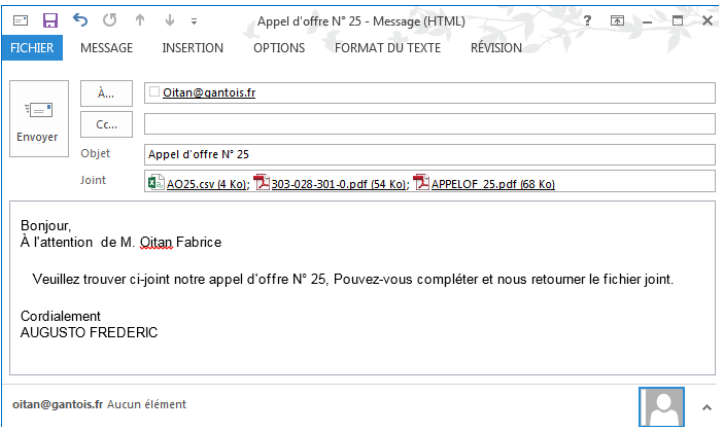 Appel d'offre N° 25 - Message (HTML)
FICHIER MESSAGE INSERTION OPTIONS FORMAT DU TEXTE RÉVISION
Envoyer
À... Oitan@gantois.fr
Cc...
Objet Appel d'offre N° 25
Joint AO25.csv (4 Ko); 303-028-301-0.pdf (54 Ko); APPELOF_25.pdf (68 Ko)
Bonjour,
À l'attention de M. Oitan Fabrice
Veuillez trouver ci-joint notre appel d'offre N° 25, Pouvez-vous compléter et nous retourner le fichier joint.
Cordialement
AUGUSTO FREDERIC
oitan@gantois.fr Aucun élément